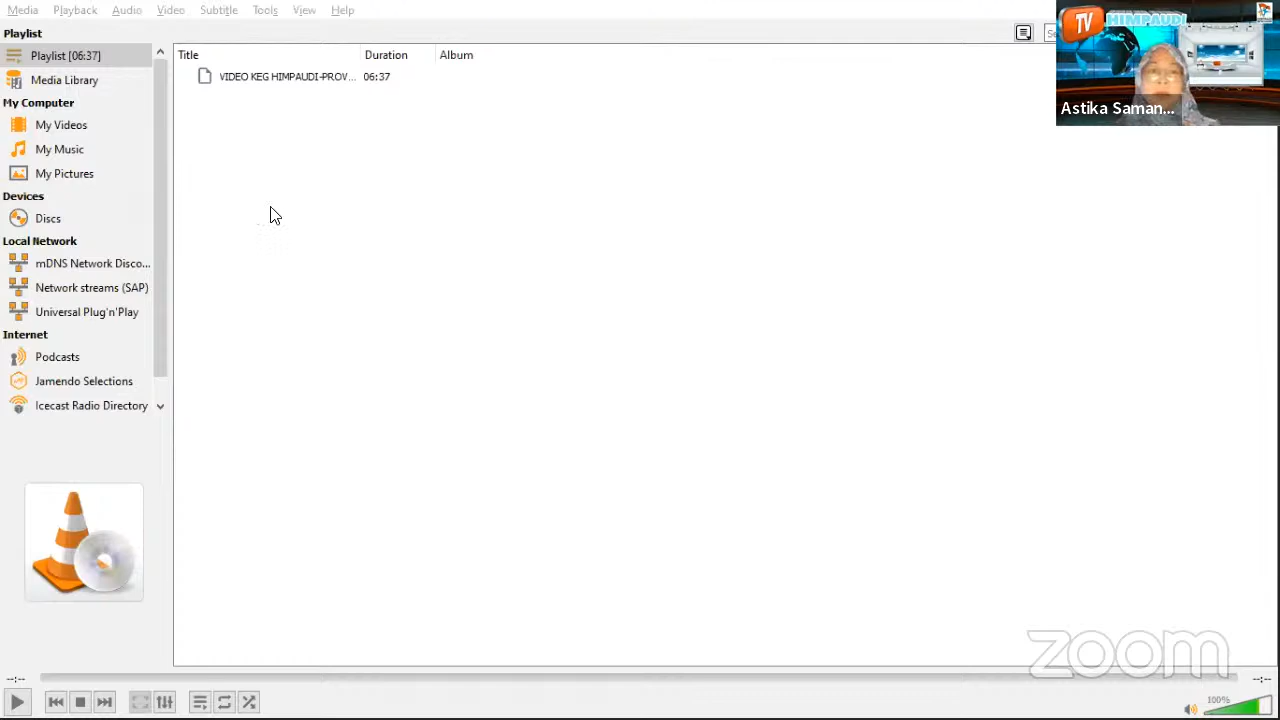 Media Playback Audio Video Subtitle Tools View Help
Playlist
Playlist [06:37]
Media Library
My Computer
My Videos
My Music
My Pictures
Devices
Discs
Local Network
mDNS Network Disco...
Network streams (SAP)
Universal Plug'n'Play
Internet
Podcasts
Jamendo Selections
Icecast Radio Directory
Title Duration Album
VIDEO KEG HIMPAUDI-PROV... 06:37
TV HIMPAUDI
Astika Saman...
zoom
--:-- --:--
100%